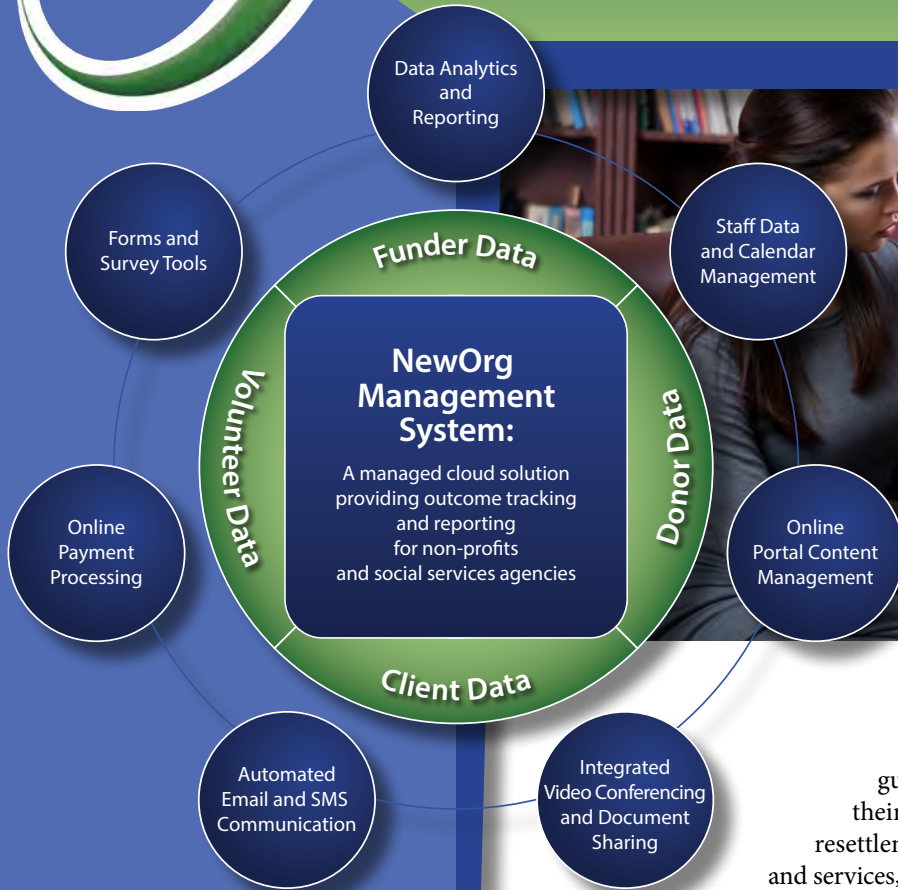 Data Analytics
and
Reporting
Forms and
Survey Tools
Staff Data
and Calendar
Management
Funder Data
Volunteer Data
Donor Data
Client Data
NewOrg
Management
System:
A managed cloud solution
providing outcome tracking
and reporting
for non-profits
and social services agencies
Online
Payment
Processing
Online
Portal Content
Management
Automated
Email and SMS
Communication
Integrated
Video Conferencing
and Document
Sharing
their
and services,